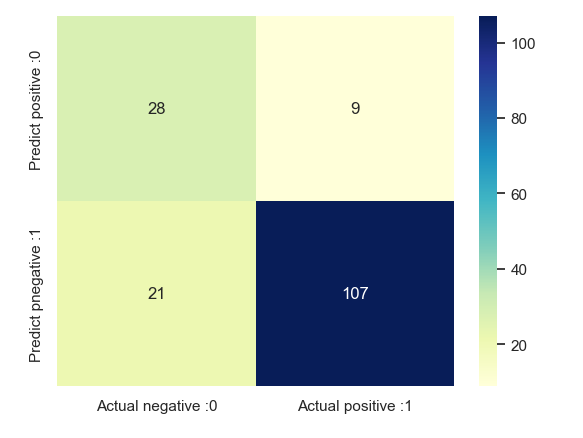 Predict positive :0
28
9
Predict pnegative :1
21
107
Actual negative :0
Actual positive :1
100
80
60
40
20